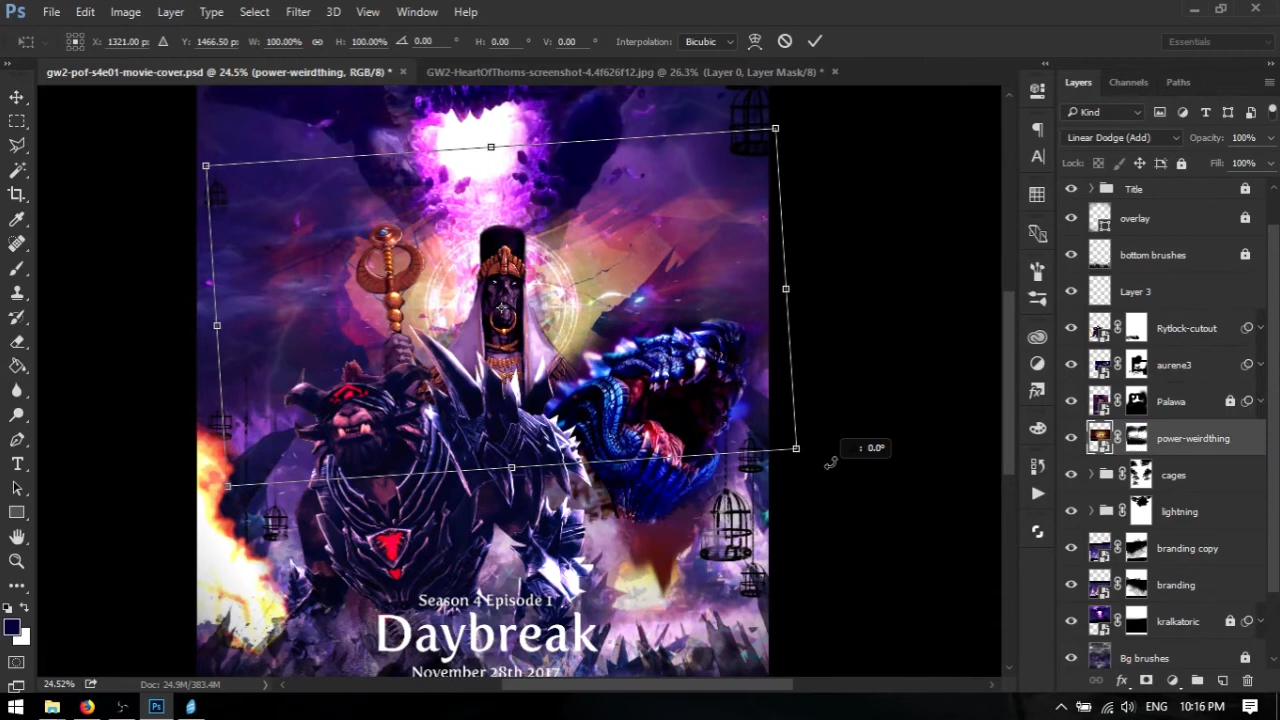 Ps File Edit Image Layer Type Select Filter 3D View Window Help
X: 1321.00 p: Y: 1466.50 p: W: 100.00% H: 100.00% 0.00 ° H: 0.00 ° V: 0.00 ° Interpolation: Bicubic Essentials
gw2-pof-s4e01-movie-cover.psd @ 24.5% (power-weirdthing, RGB/8) * × GW2-HeartOfThorns-screenshot-4.4f626f12.jpg @ 26.3% (Layer 0, Layer Mask/8) * ×
Layers Channels Paths
Kind
Linear Dodge (Add) Opacity: 100%
Lock: Fill: 100%
Title
overlay
bottom brushes
Layer 3
Rytlock-cutout
aurene3
Palawa
power-weirdthing
cages
lightning
branding copy
branding
kralkatoric
Bg brushes
: 0.0°
Season 4 Episode 1
Daybreak
November 28th 2017
24.52% Doc: 24.9M/383.4M
Ps ENG 10:16 PM